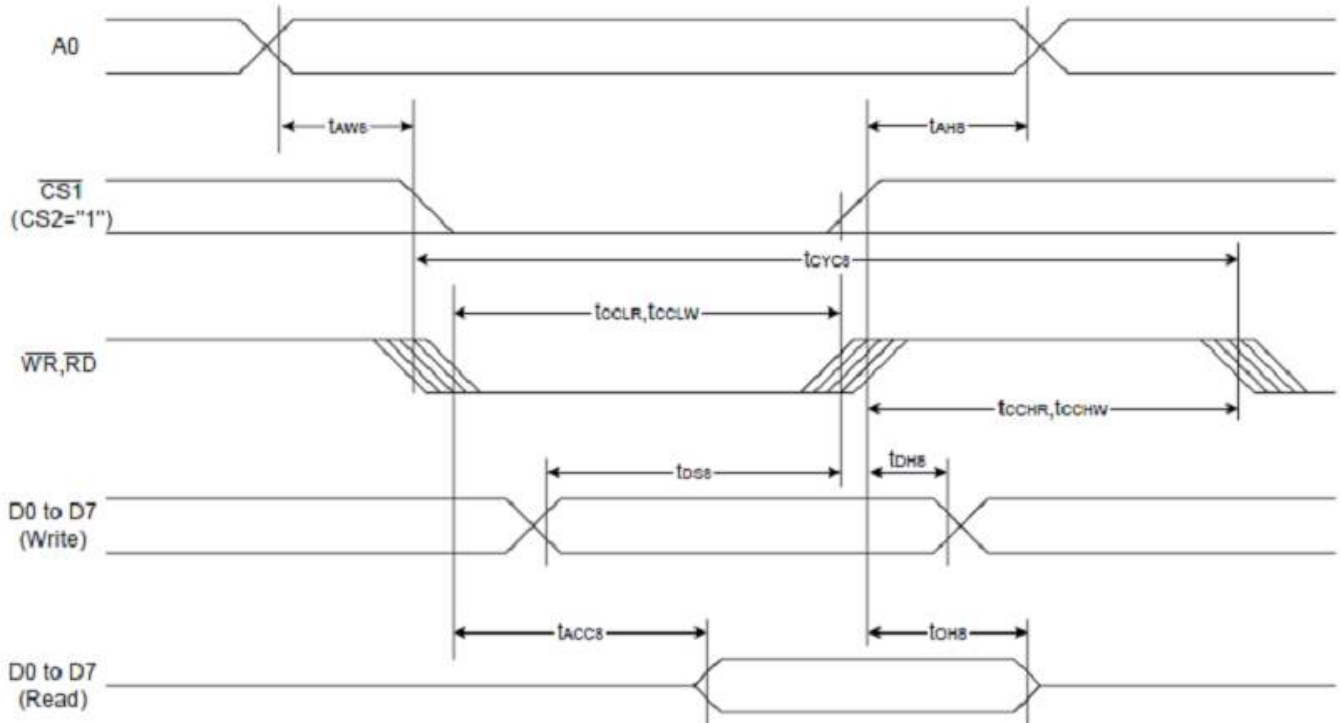 A0
tAW8
tAH8
CS1
(CS2="1")
tCYC8
tCCLR,tCCLW
WR,RD
tCCHR,tCCHW
tDS8
tDH8
D0 to D7
(Write)
tACC8
tOH8
D0 to D7
(Read)